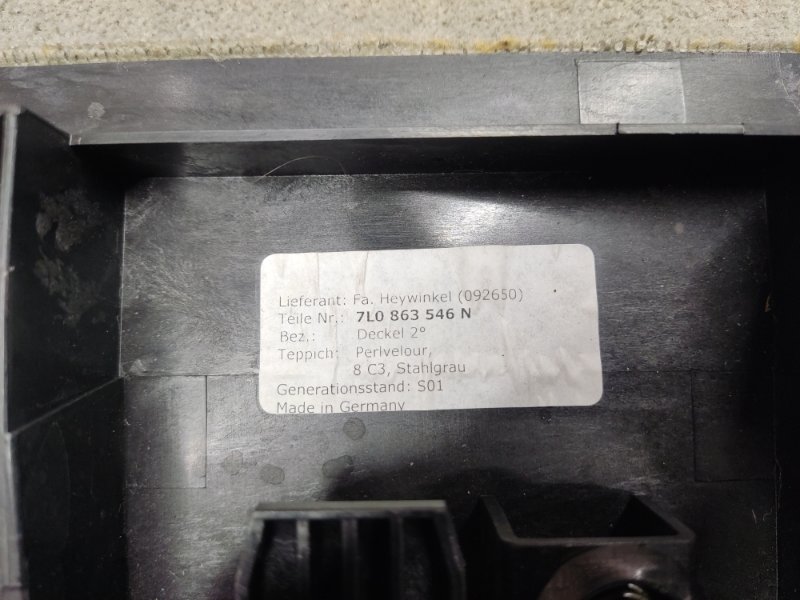 Lieferant: Fa. Heywinkel (092650)
Teile Nr.: 7L0 863 546 N
Bez.: Deckel 2°
Teppich: Perlvelour,
8 C3, Stahlgrau
Generationsstand: S01
Made in Germany